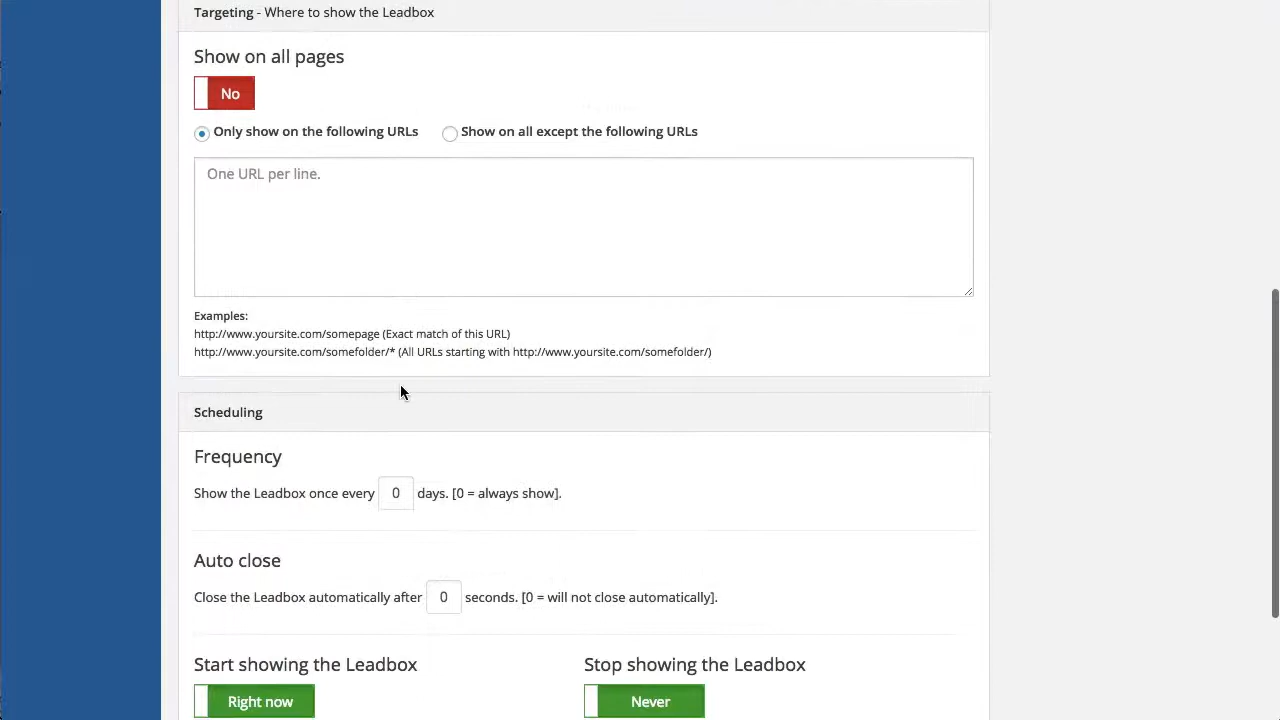 Targeting - Where to show the Leadbox
Show on all pages
No
Only show on the following URLs
Show on all except the following URLs
One URL per line.
Examples:
http://www.yoursite.com/somepage (Exact match of this URL)
http://www.yoursite.com/somefolder/* (All URLs starting with http://www.yoursite.com/somefolder/)
Scheduling
Frequency
Show the Leadbox once every 0 days. [0 = always show].
Auto close
Close the Leadbox automatically after 0 seconds. [0 = will not close automatically].
Start showing the Leadbox
Stop showing the Leadbox
Right now
Never